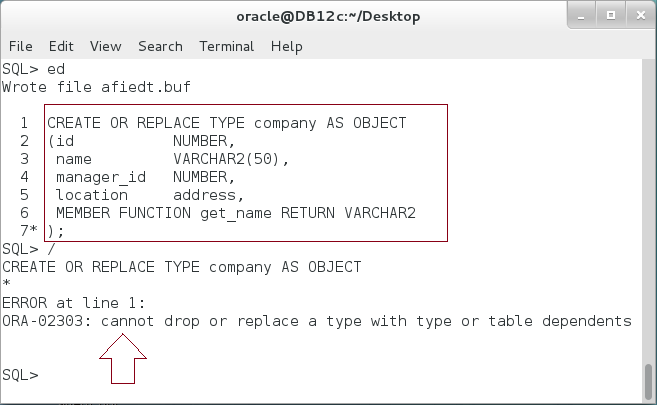 oracle@DB12c:~/Desktop
File Edit View Search Terminal Help
SQL> ed
Wrote file afiedt.buf
1 CREATE OR REPLACE TYPE company AS OBJECT
2 (id NUMBER,
3 name VARCHAR2(50),
4 manager_id NUMBER,
5 location address,
6 MEMBER FUNCTION get_name RETURN VARCHAR2
7* );
SQL> /
CREATE OR REPLACE TYPE company AS OBJECT
*
ERROR at line 1:
ORA-02303: cannot drop or replace a type with type or table dependents
SQL>